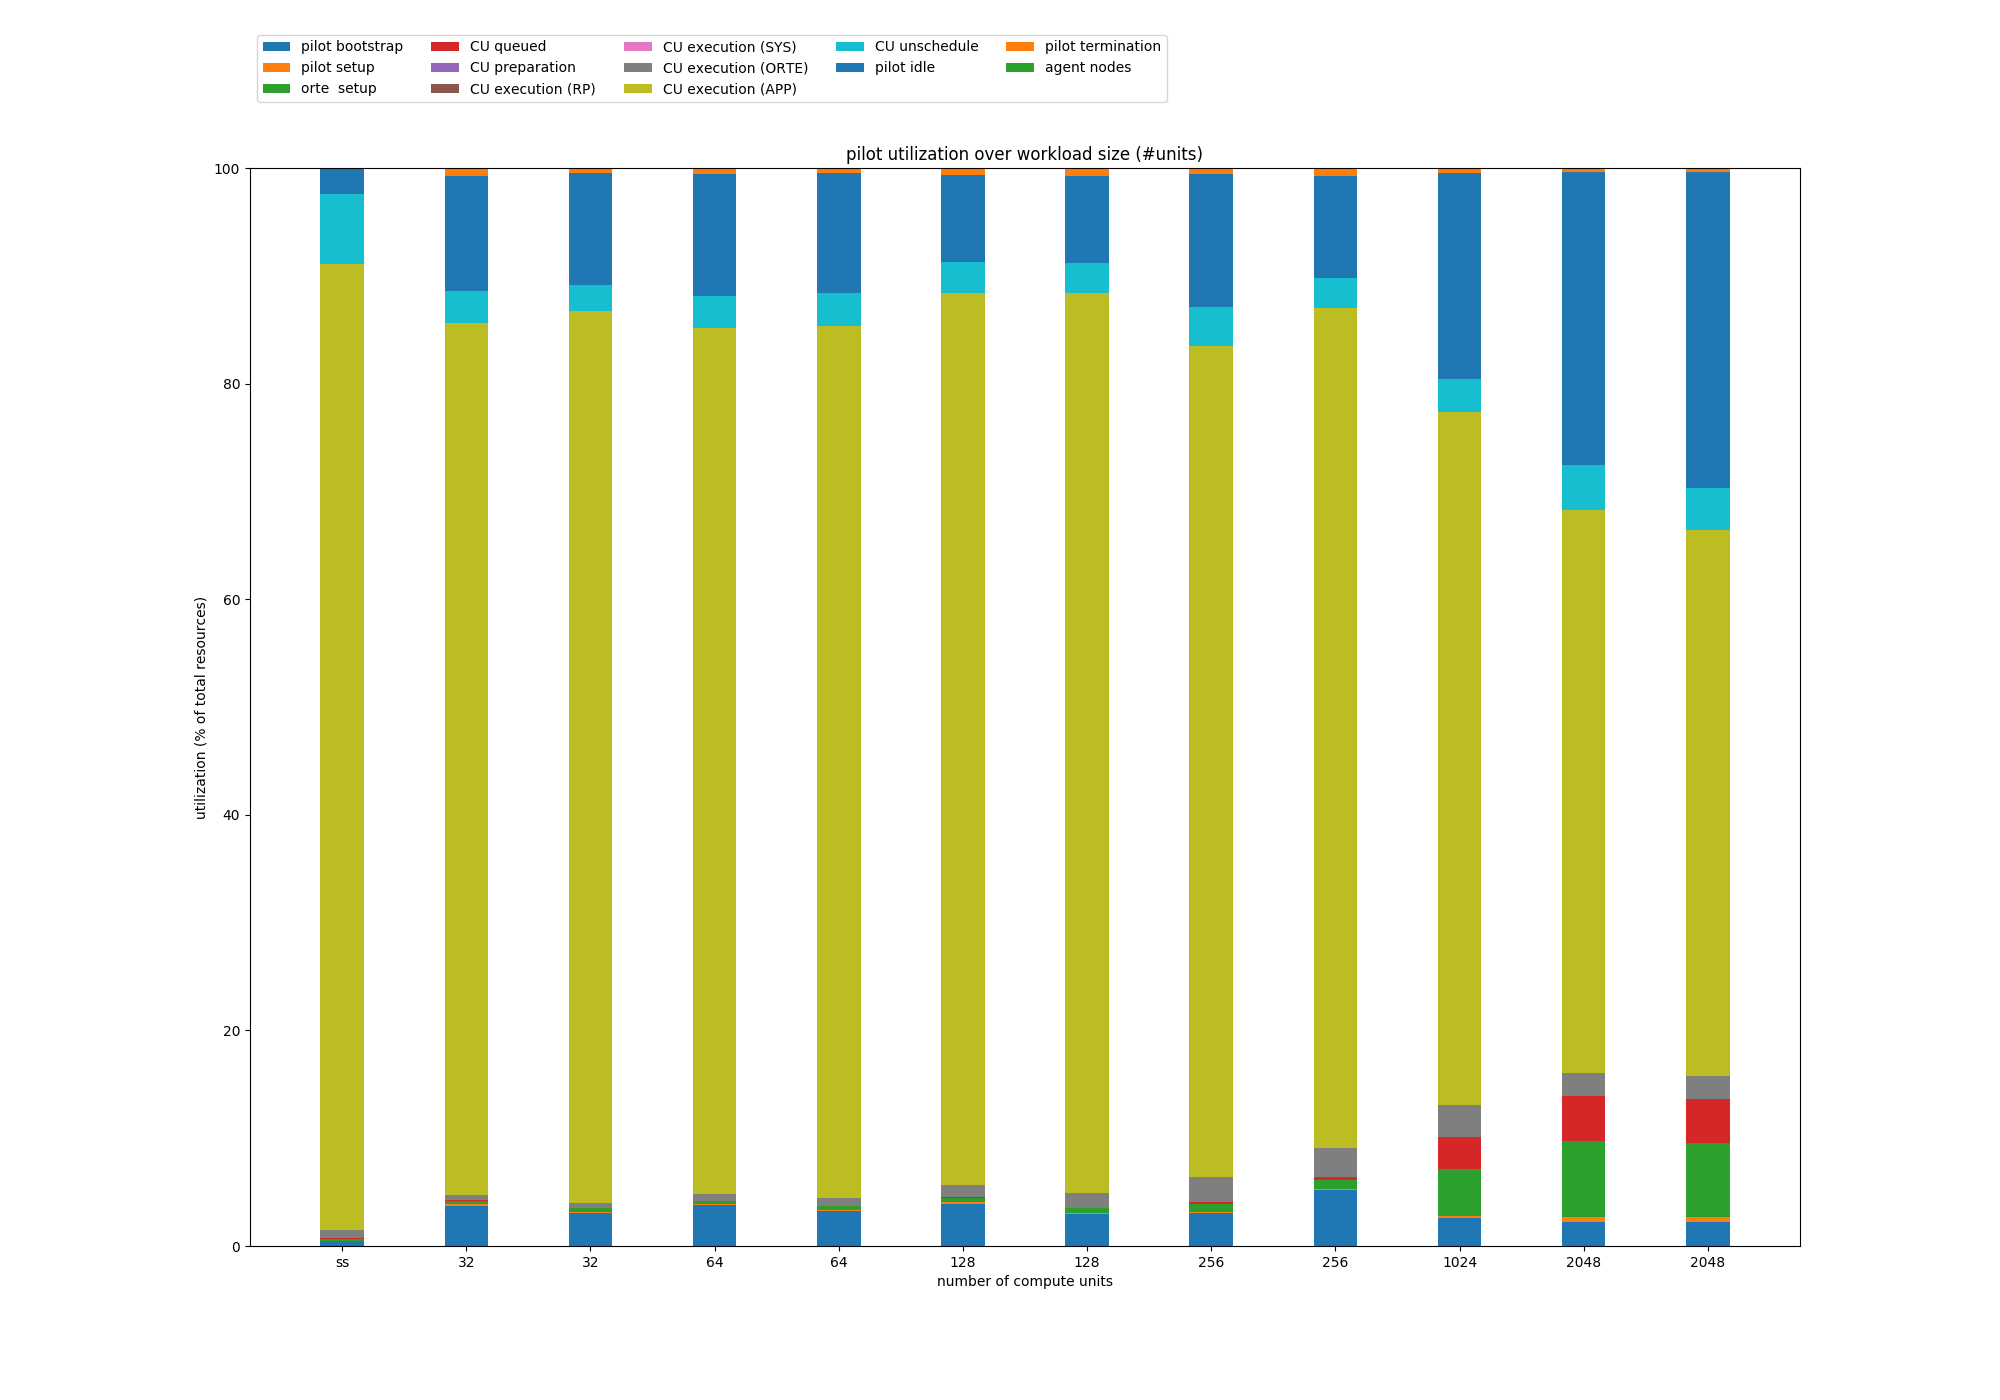 pilot bootstrap
pilot setup
orte  setup
CU queued
CU preparation
CU execution (RP)
CU execution (SYS)
CU execution (ORTE)
CU execution (APP)
CU unschedule
pilot idle
pilot termination
agent nodes
pilot utilization over workload size (#units)
utilization (% of total resources)
100
80
60
40
20
0
ss 32 32 64 64 128 128 256 256 1024 2048 2048
number of compute units